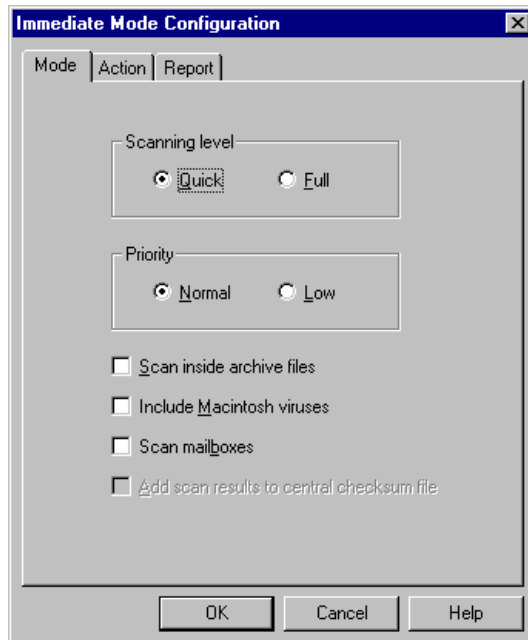 Immediate Mode Configuration
Mode Action Report
Scanning level
Quick Full
Priority
Normal Low
Scan inside archive files
Include Macintosh viruses
Scan mailboxes
Add scan results to central checksum file
OK Cancel Help